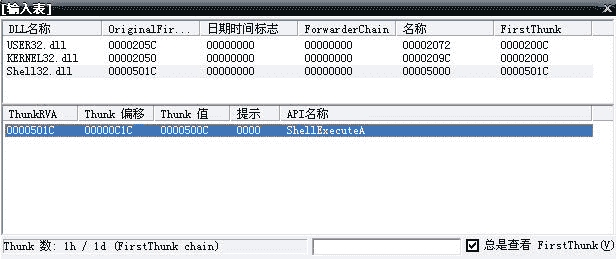 [输入表]
DLL名称 OriginalFir... 日期时间标志 ForwarderChain 名称 FirstThunk
USER32.dll 0000205C 00000000 00000000 00002072 0000200C
KERNEL32.dll 00002050 00000000 00000000 0000209C 00002000
Shell32.dll 0000501C 00000000 00000000 00005000 0000501C
ThunkRVA Thunk 偏移 Thunk 值 提示 API名称
0000501C 00000C1C 0000500C 0000 ShellExecuteA
Thunk 数: 1h / 1d (FirstThunk chain) 总是查看 FirstThunk(V)